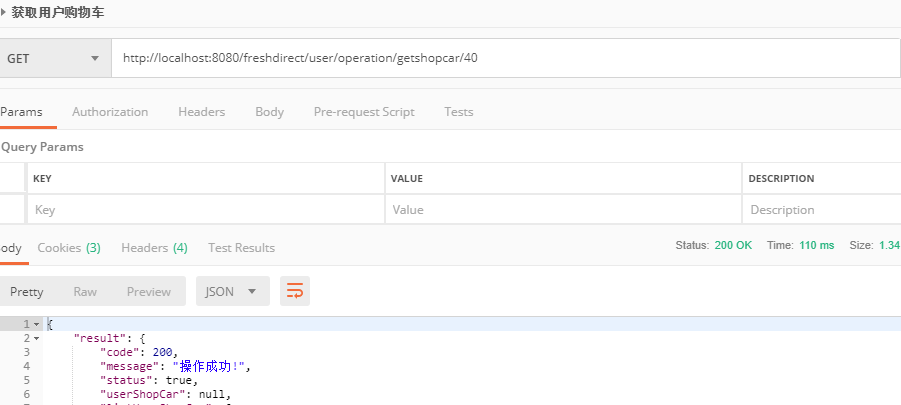 获取用户购物车
GET http://localhost:8080/freshdirect/user/operation/getshopcar/40
Params Authorization Headers Body Pre-request Script Tests
Query Params
KEY VALUE DESCRIPTION
Key Value Description
ody Cookies (3) Headers (4) Test Results Status: 200 OK Time: 110 ms Size: 1.34
Pretty Raw Preview JSON
1 {
2 "result": {
3 "code": 200,
4 "message": "操作成功!",
5 "status": true,
6 "userShopCar": null,